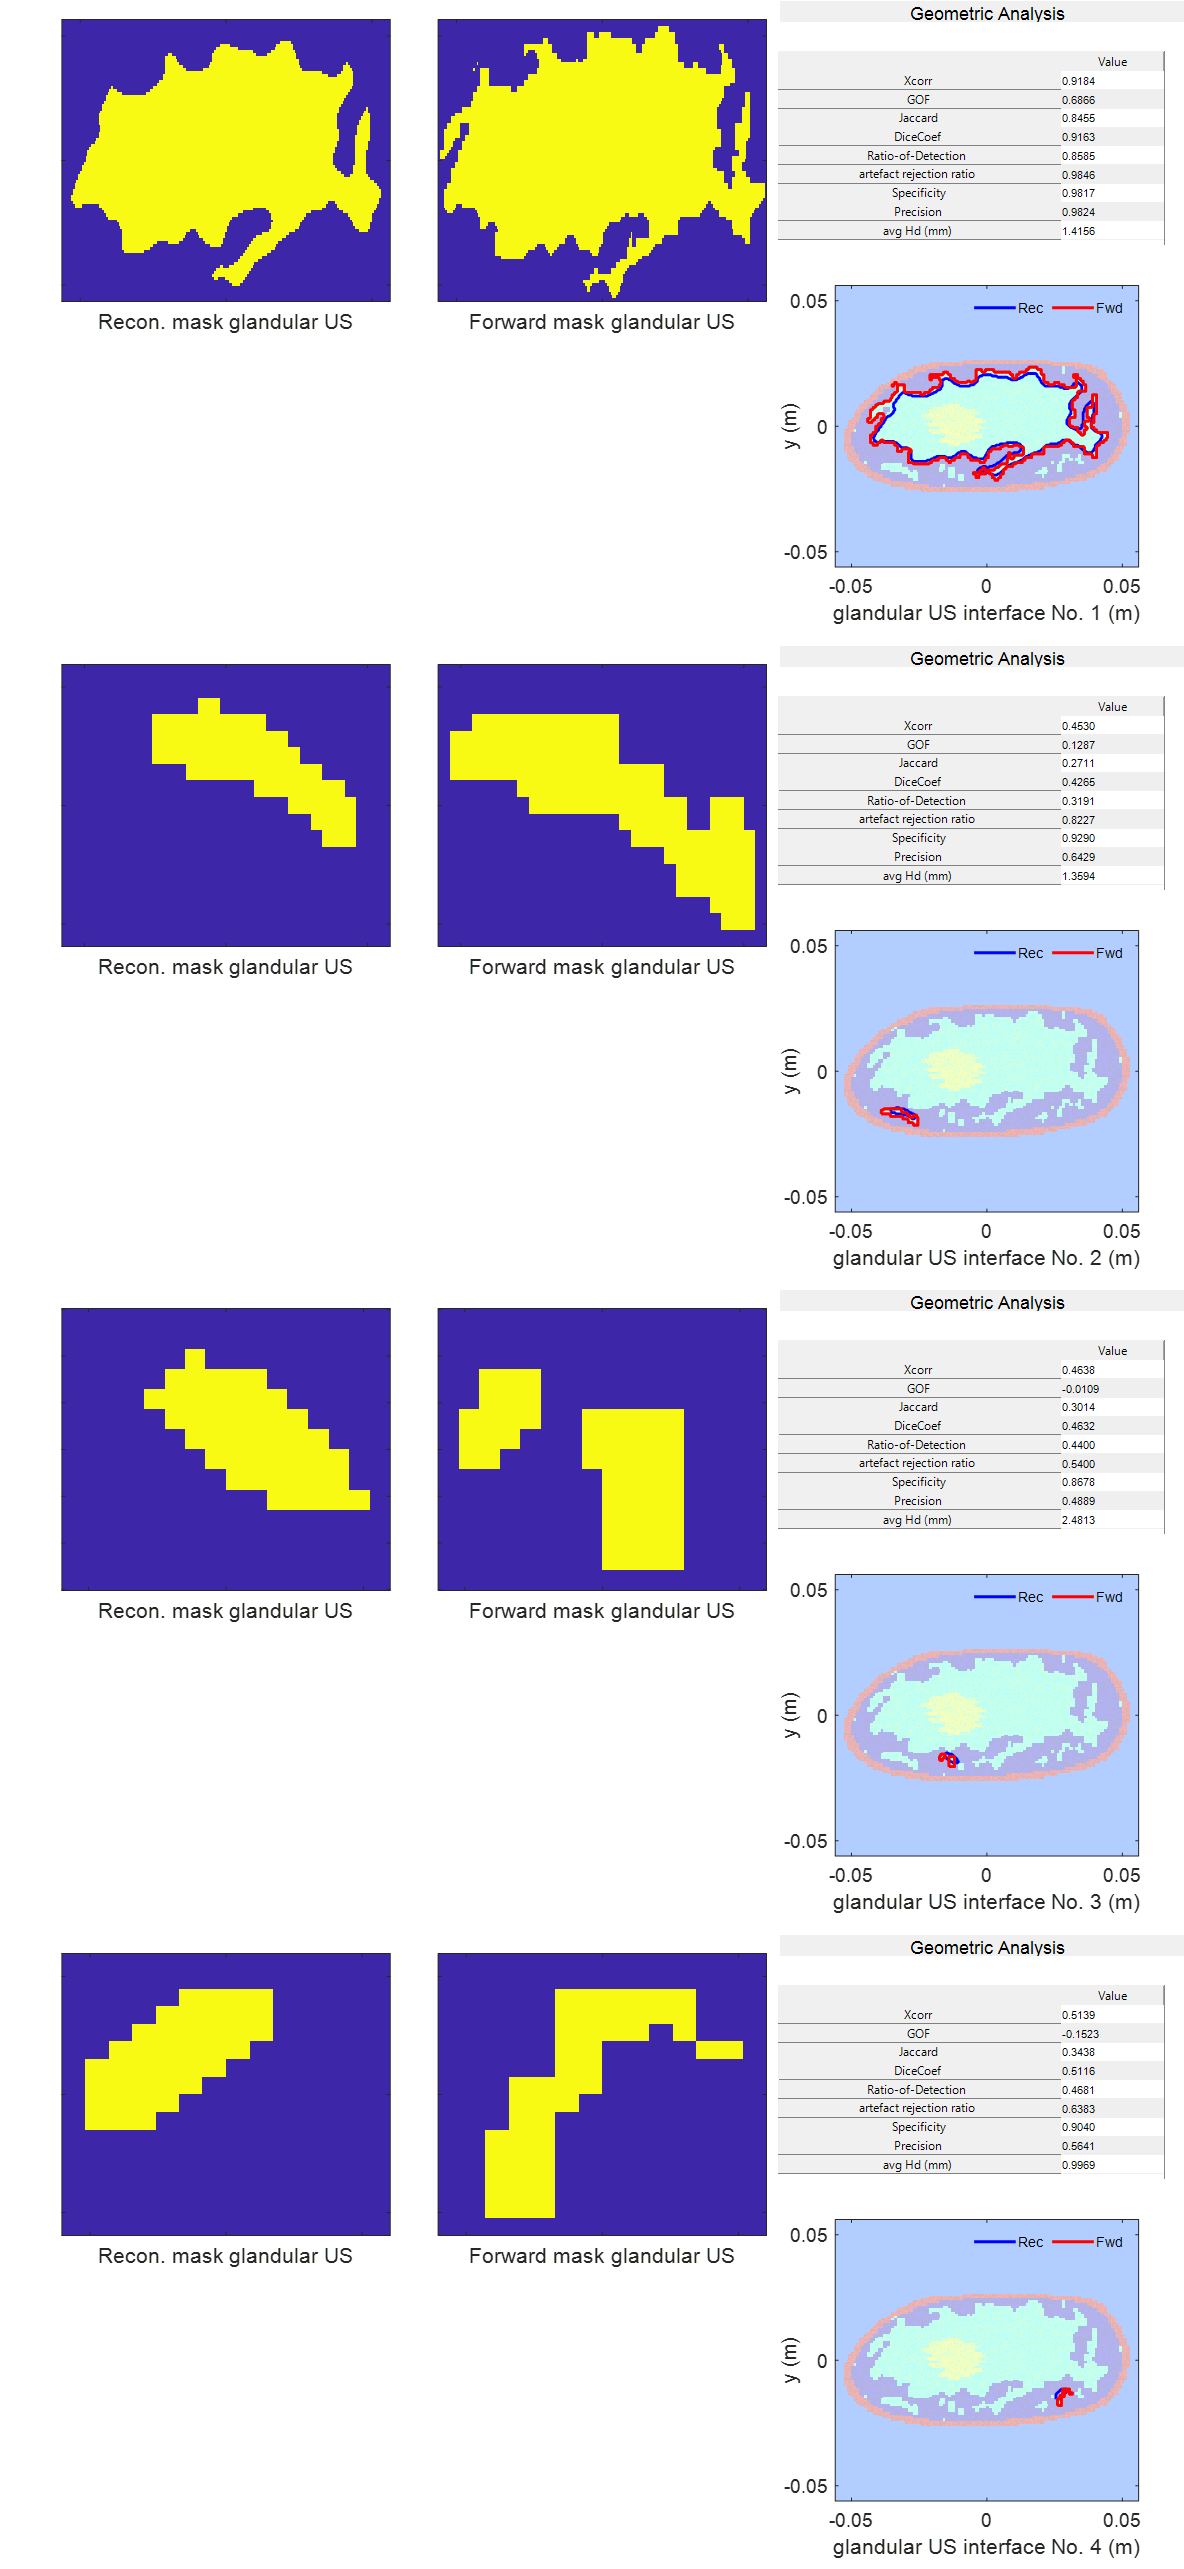 Geometric Analysis
Value
Xcorr 0.9184
GOF 0.6866
Jaccard 0.8455
DiceCoef 0.9163
Ratio-of-Detection 0.8585
artefact rejection ratio 0.9846
Specificity 0.9817
Precision 0.9824
avg Hd (mm) 1.4156
Recon. mask glandular US
Forward mask glandular US
Rec Fwd
0.05
0
-0.05
y (m)
-0.05 0 0.05
glandular US interface No. 1 (m)
Geometric Analysis
Value
Xcorr 0.4530
GOF 0.1287
Jaccard 0.2711
DiceCoef 0.4265
Ratio-of-Detection 0.3191
artefact rejection ratio 0.8227
Specificity 0.9290
Precision 0.6429
avg Hd (mm) 1.3594
Recon. mask glandular US
Forward mask glandular US
Rec Fwd
0.05
0
-0.05
y (m)
-0.05 0 0.05
glandular US interface No. 2 (m)
Geometric Analysis
Value
Xcorr 0.4638
GOF -0.0109
Jaccard 0.3014
DiceCoef 0.4632
Ratio-of-Detection 0.4400
artefact rejection ratio 0.5400
Specificity 0.8678
Precision 0.4889
avg Hd (mm) 2.4813
Recon. mask glandular US
Forward mask glandular US
Rec Fwd
0.05
0
-0.05
y (m)
-0.05 0 0.05
glandular US interface No. 3 (m)
Geometric Analysis
Value
Xcorr 0.5139
GOF -0.1523
Jaccard 0.3438
DiceCoef 0.5116
Ratio-of-Detection 0.4681
artefact rejection ratio 0.6383
Specificity 0.9040
Precision 0.5641
avg Hd (mm) 0.9969
Recon. mask glandular US
Forward mask glandular US
Rec Fwd
0.05
0
-0.05
y (m)
-0.05 0 0.05
glandular US interface No. 4 (m)